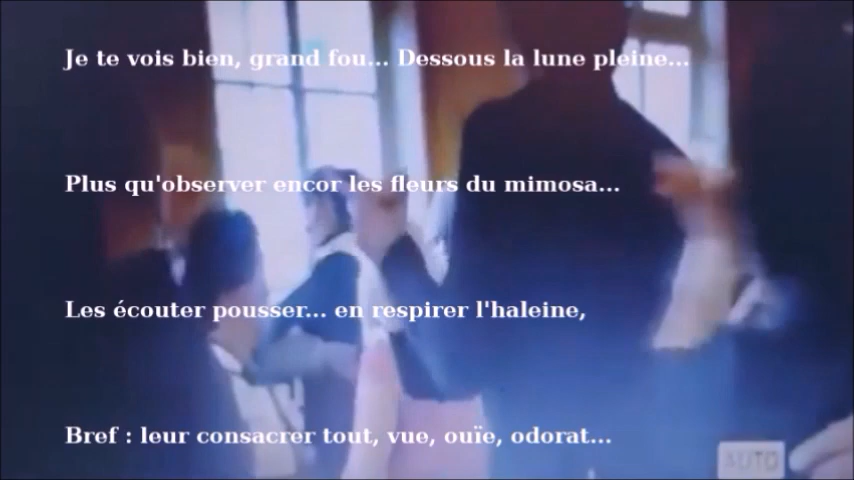 Je te vois bien, grand fou... Dessous la lune pleine...
Plus qu'observer encor les fleurs du mimosa...
Les écouter pousser... en respirer l'haleine,
Bref : leur consacrer tout, vue, ouïe, odorat...
AUTO